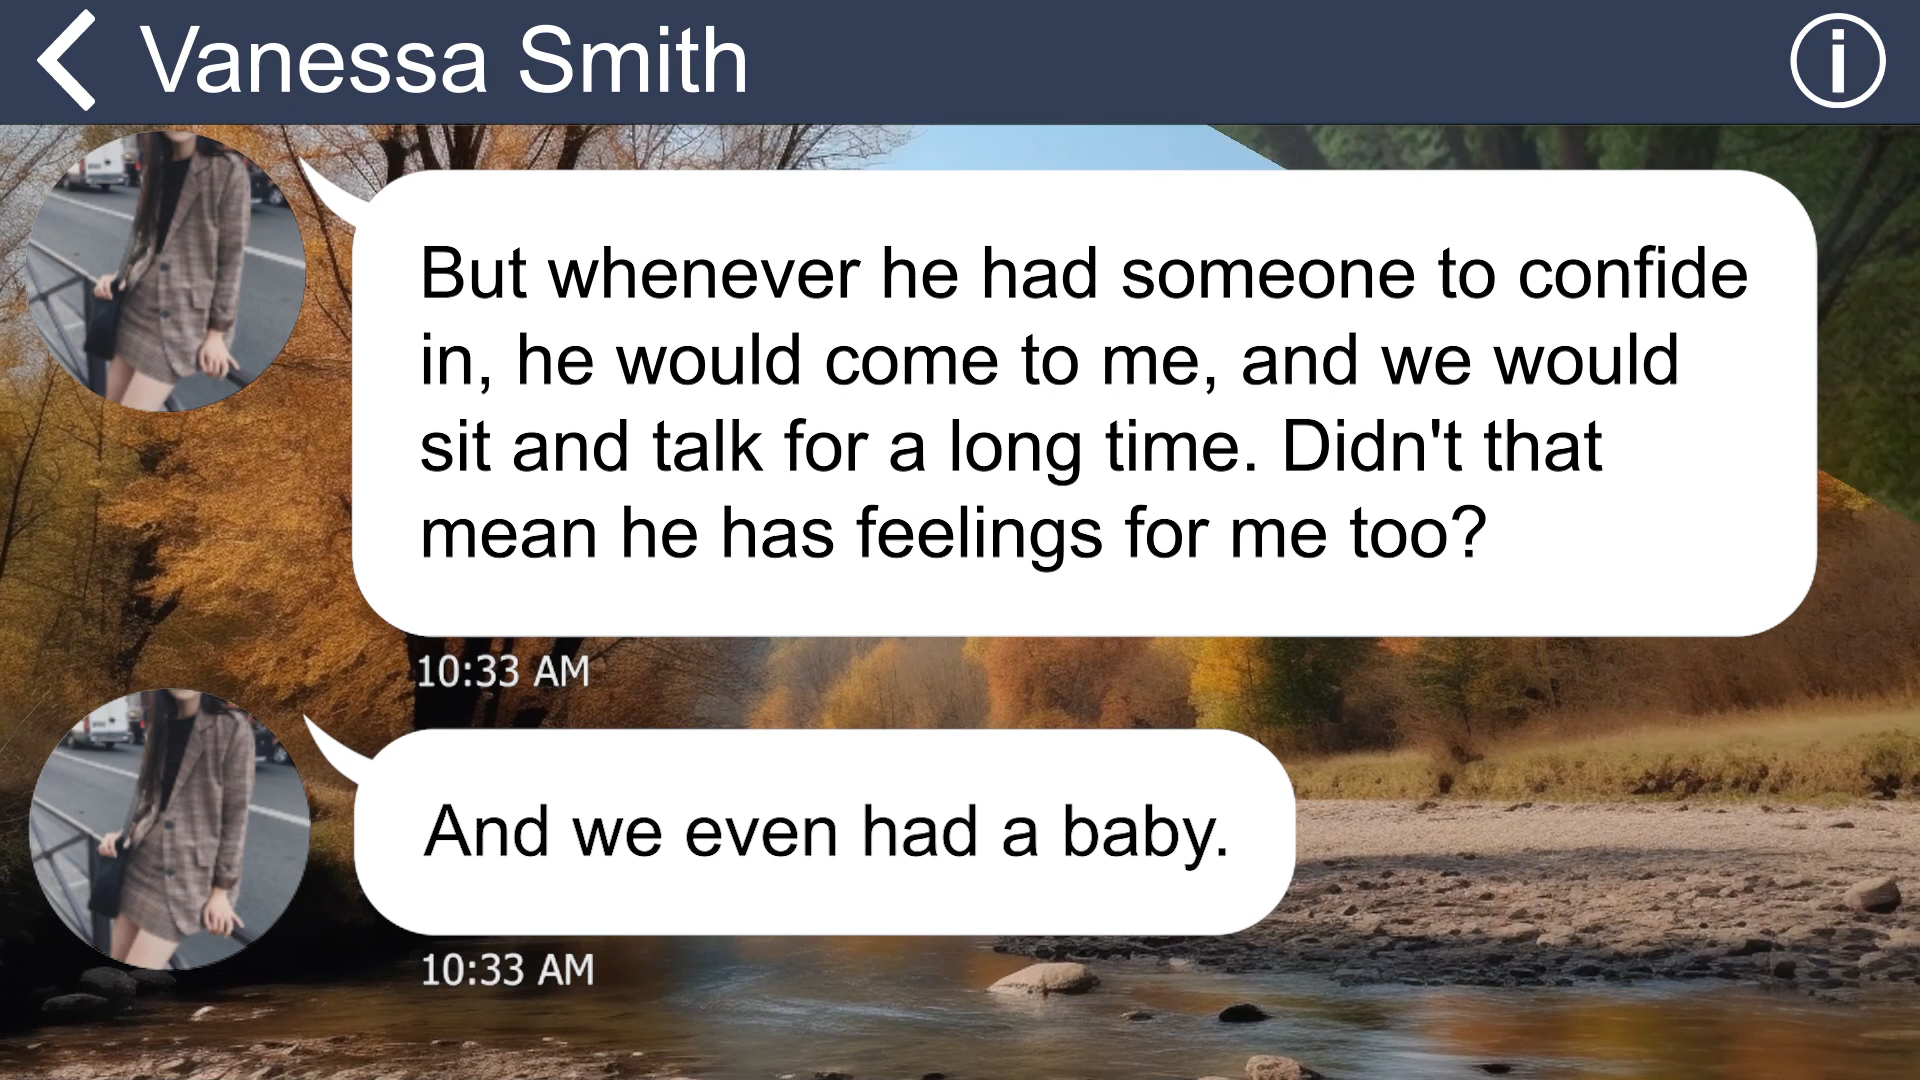 Vanessa Smith
But whenever he had someone to confide
in, he would come to me, and we would
sit and talk for a long time. Didn't that
mean he has feelings for me too?
10:33 AM
And we even had a baby.
10:33 AM